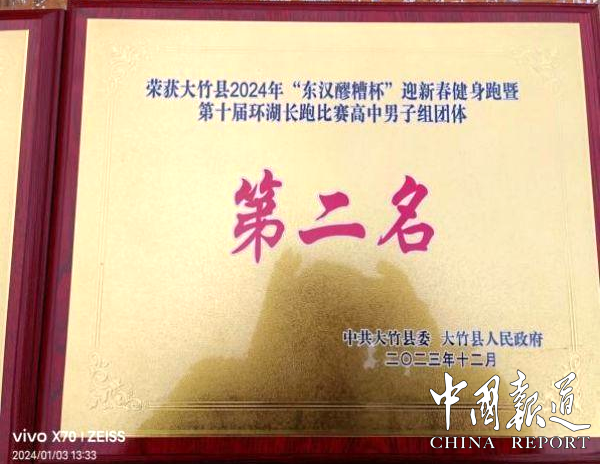 荣获大竹县2024年“东汉醪糟杯”迎新春健身跑暨
第十届环湖长跑比赛高中男子组团体
第二名
中共大竹县委 大竹县人民政府
二〇二三年十二月
中國報道
CHINA REPORT
vivo X70 | ZEISS
2024/01/03 13:33